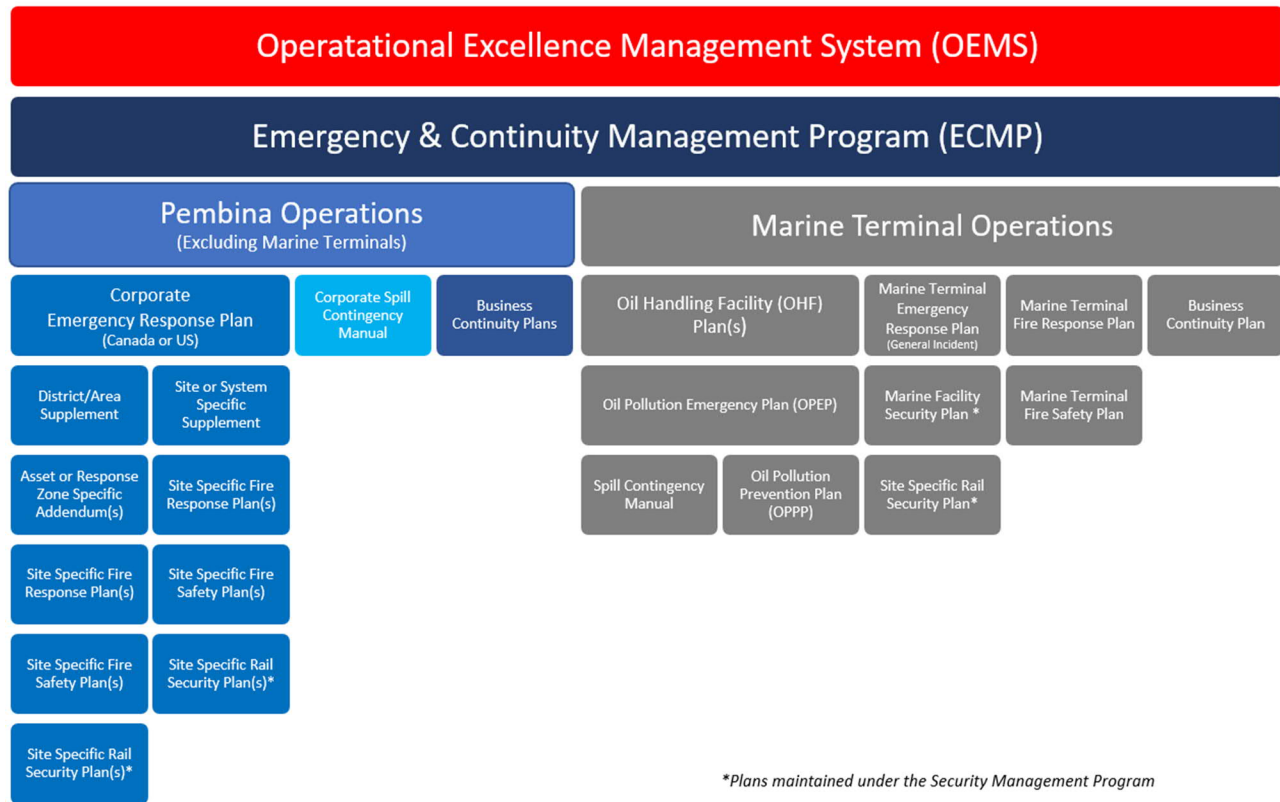 Operatational Excellence Management System (OEMS)
Emergency & Continuity Management Program (ECMP)
Pembina Operations
(Excluding Marine Terminals)
Marine Terminal Operations
Corporate
Emergency Response Plan
(Canada or US)
Corporate Spill
Contingency
Manual
Business
Continuity Plans
Oil Handling Facility (OHF)
Plan(s)
Marine Terminal
Emergency
Response Plan
(General Incident)
Marine Terminal
Fire Response Plan
Business
Continuity Plan
District/Area
Supplement
Site or System
Specific
Supplement
Oil Pollution Emergency Plan (OPEP)
Marine Facility
Security Plan *
Marine Terminal
Fire Safety Plan
Asset or Response
Zone Specific
Addendum(s)
Site Specific Fire
Response Plan(s)
Spill Contingency
Manual
Oil Pollution
Prevention Plan
(OPPP)
Site Specific Rail
Security Plan*
Site Specific Fire
Response Plan(s)
Site Specific Fire
Safety Plan(s)
Site Specific Fire
Safety Plan(s)
Site Specific Rail
Security Plan(s)*
Site Specific Rail
Security Plan(s)*
*Plans maintained under the Security Management Program